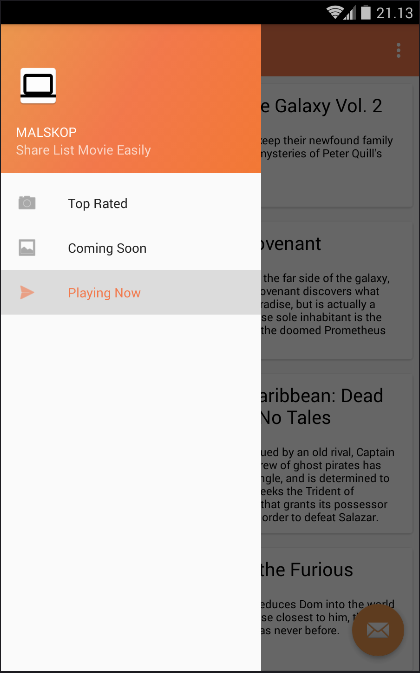 21.13
MALSKOP
Share List Movie Easily
Top Rated
Coming Soon
Playing Now
e Galaxy Vol. 2
keep their newfound family
mysteries of Peter Quill's
ovenant
the far side of the galaxy,
ovenant discovers what
radise, but is actually a
se sole inhabitant is the
the doomed Prometheus
aribbean: Dead
No Tales
ued by an old rival, Captain
rew of ghost pirates has
ngle, and is determined to
eeks the Trident of
that grants its possessor
order to defeat Salazar.
the Furious
educes Dom into the world
se closest to him,
as never before.